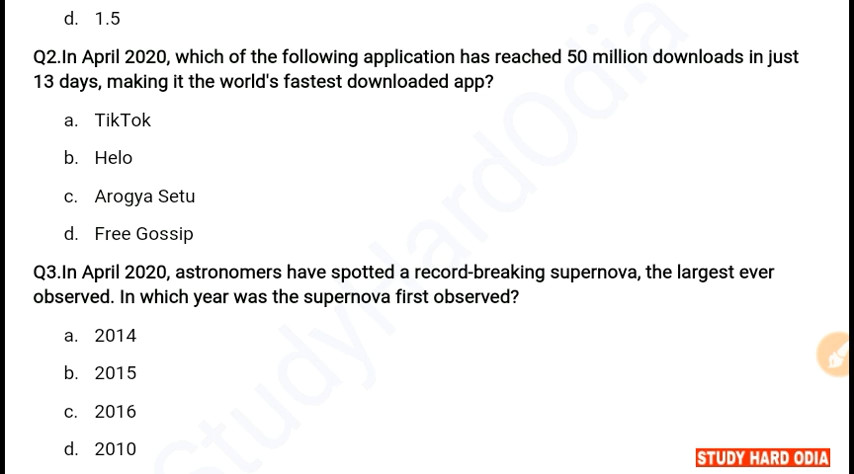 d. 1.5
Q2.In April 2020, which of the following application has reached 50 million downloads in just
13 days, making it the world's fastest downloaded app?
a. TikTok
b. Helo
c. Arogya Setu
d. Free Gossip
Q3.In April 2020, astronomers have spotted a record-breaking supernova, the largest ever
observed. In which year was the supernova first observed?
a. 2014
b. 2015
c. 2016
d. 2010
StudyHardOdia
STUDY HARD ODIA